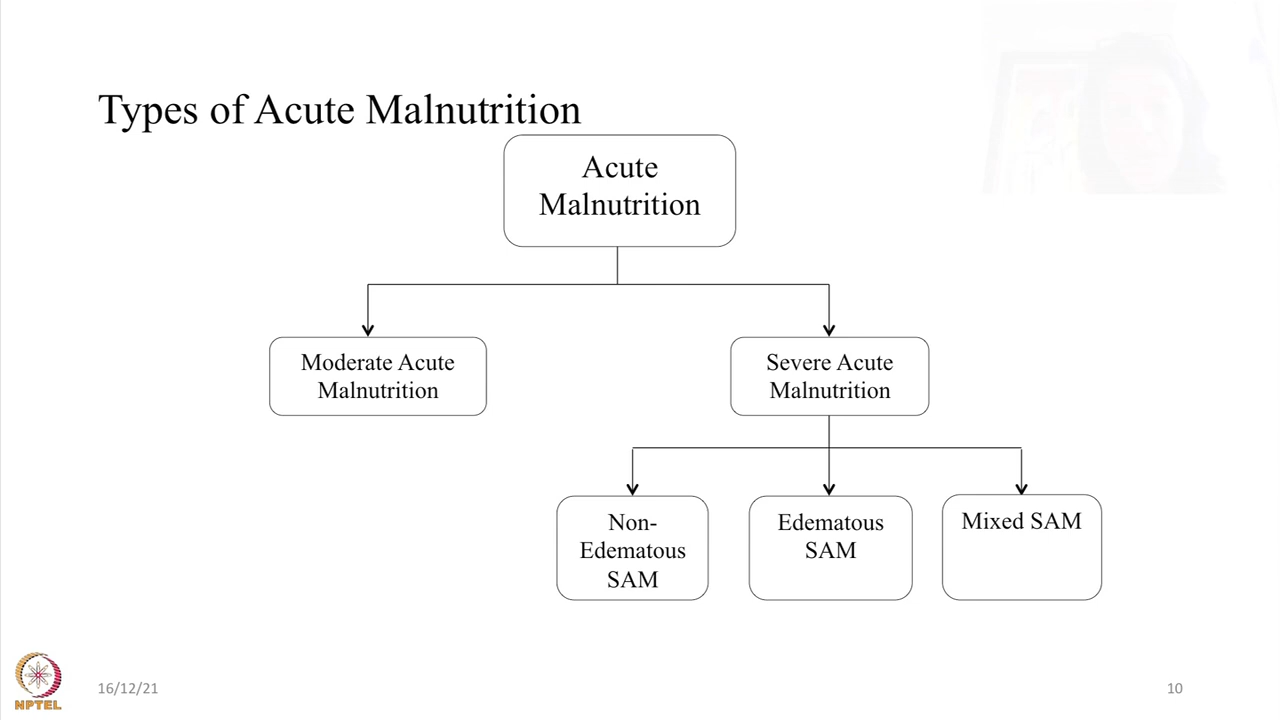 Types of Acute Malnutrition
Acute
Malnutrition
Moderate Acute
Malnutrition
Severe Acute
Malnutrition
Non-
Edematous
SAM
Edematous
SAM
Mixed SAM
NPTEL
16/12/21
10